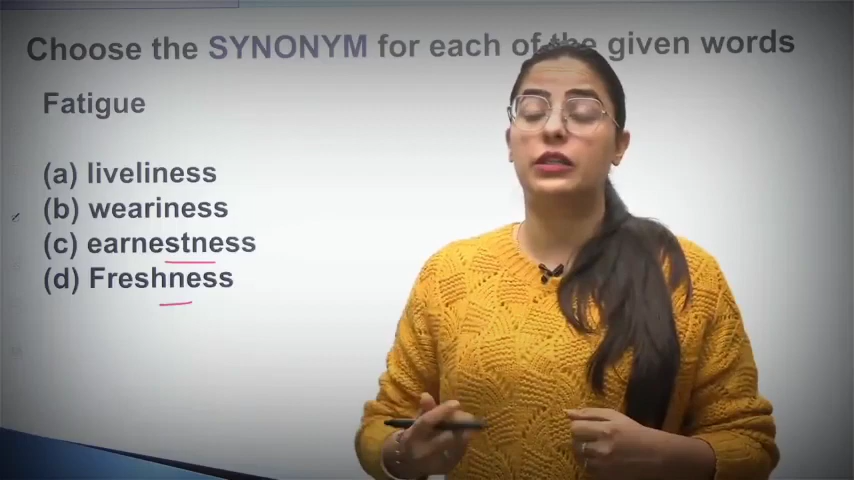 Choose the SYNONYM for each of the given words
Fatigue
(a) liveliness
(b) weariness
(c) earnestness
(d) Freshness